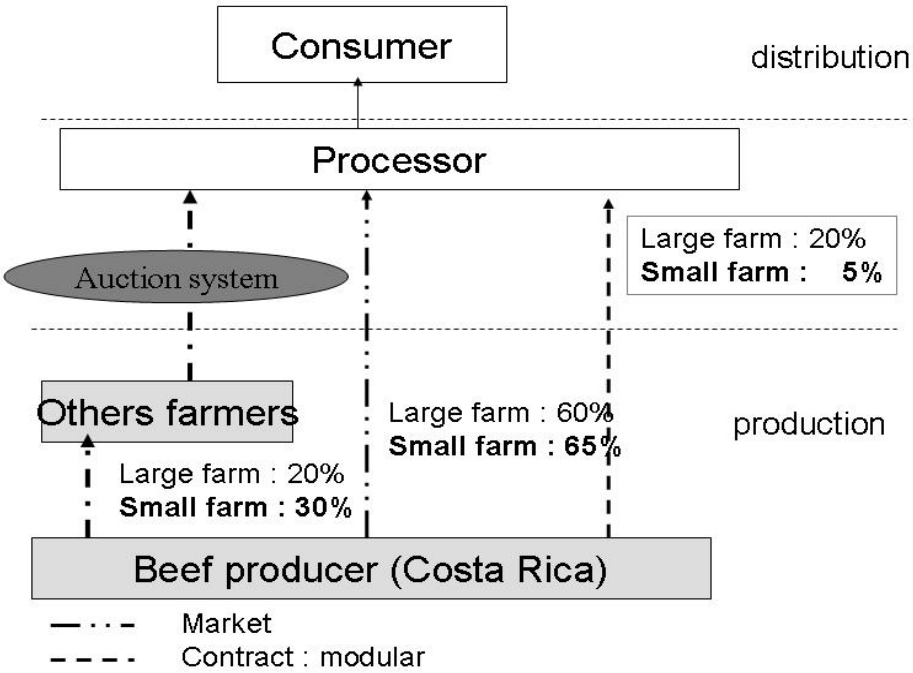 Consumer
distribution
Processor
Large farm : 20%
Small farm : 5%
Auction system
Others farmers
Large farm : 60%
Small farm : 65%
production
Large farm : 20%
Small farm : 30%
Beef producer (Costa Rica)
Market
Contract : modular